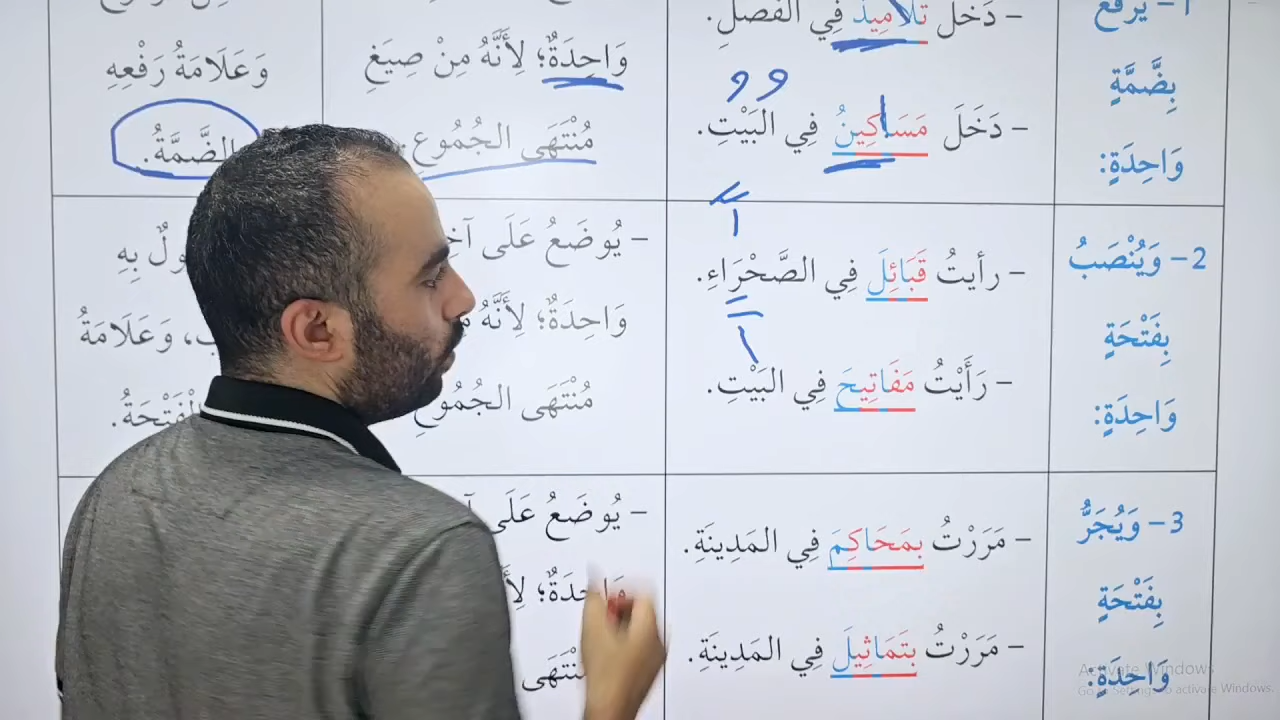 1- يُرْفَعُ
بِضَّمَّةٍ
وَاحِدَةٍ:
- دَخَلَ تَلَامِيذُ فِي الفَصْلِ.
- دَخَلَ مَسَاكِينُ فِي البَيْتِ.
وَاحِدَةٌ؛ لِأَنَّهُ مِنْ صِيَغِ
مُنْتَهَى الجُمُوعِ.
وَعَلَامَةُ رَفْعِهِ
الضَّمَّةُ.
2- وَيُنْصَبُ
بِفَتْحَةٍ
وَاحِدَةٍ:
- رأيتُ قَبَائِلَ فِي الصَّحْرَاءِ.
- رَأَيْتُ مَفَاتِيحَ فِي البَيْتِ.
- يُوضَعُ عَلَى
وَاحِدَةٌ؛ لِأَنَّهُ
مُنْتَهَى الجُمُوعِ
بِهِ
وَعَلَامَةُ
3- وَيُجَرُّ
بِفَتْحَةٍ
وَاحِدَةٍ:
- مَرَرْتُ بِمَحَاكِمَ فِي المَدِينَةِ.
- مَرَرْتُ بِتَمَاثِيلَ فِي المَدِينَةِ.
- يُوضَعُ عَلَى
Activate Windows